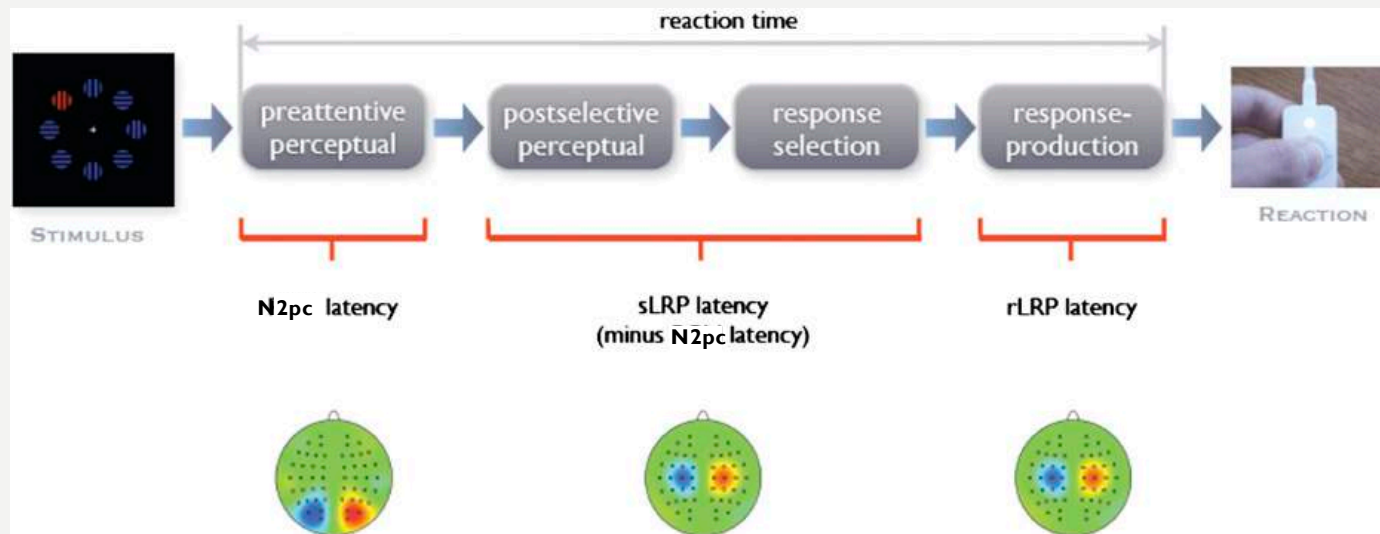 reaction time
preattentive
perceptual
postselective
perceptual
response
selection
response-
production
STIMULUS
REACTION
N2pc latency
sLRP latency
(minus N2pc latency)
rLRP latency